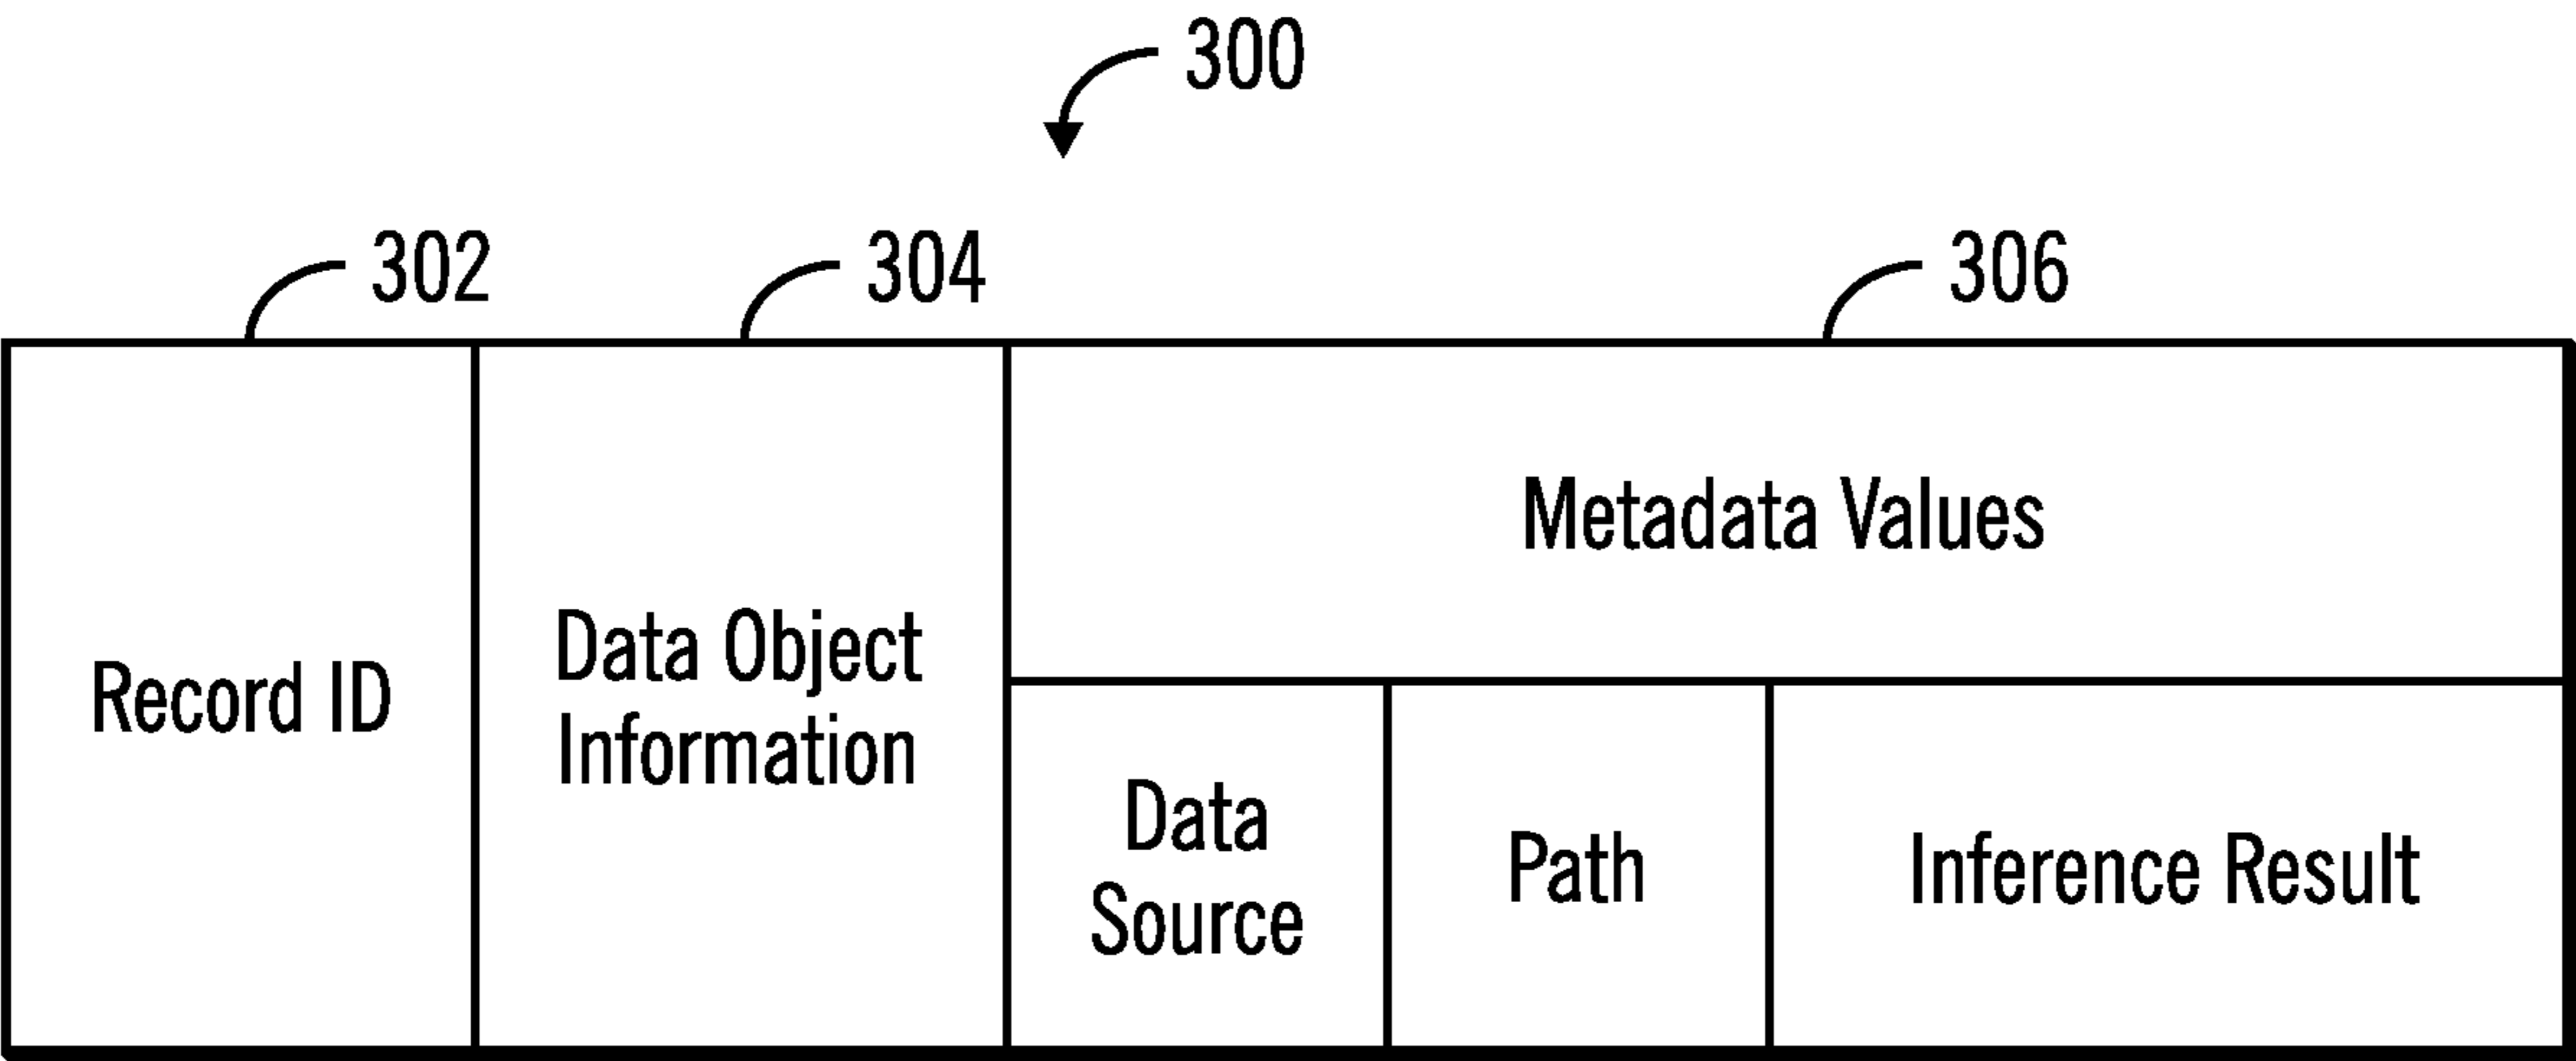 300
302
304
306
Record ID
Data Object
Information
Metadata Values
Data
Source
Path
Inference Result